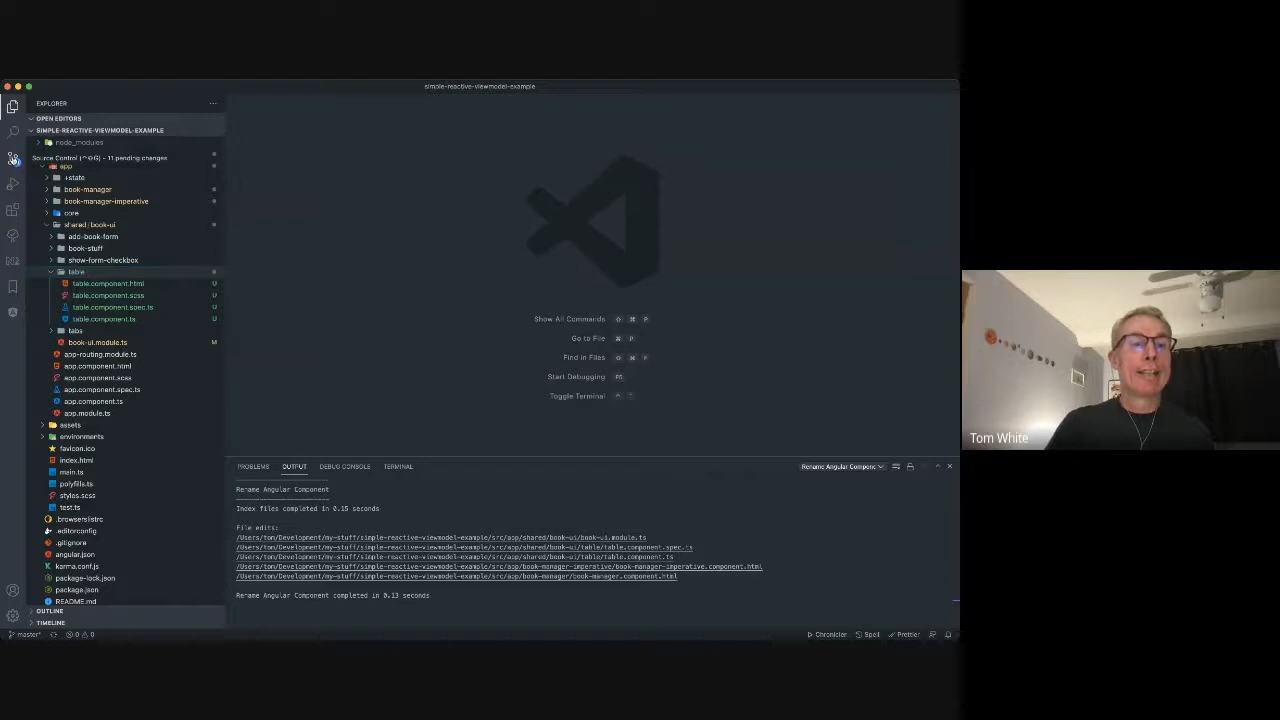 simple-reactive-viewmodel-example
EXPLORER
OPEN EDITORS
SIMPLE-REACTIVE-VIEWMODEL-EXAMPLE
node_modules
Source Control (⌃⇧G) - 11 pending changes
app
+state
book-manager
book-manager-imperative
core
shared/book-ui
add-book-form
book-stuff
show-form-checkbox
table
table.component.html U
table.component.scss U
table.component.spec.ts U
table.component.ts U
tabs
book-ui.module.ts M
app-routing.module.ts
app.component.html
app.component.scss
app.component.spec.ts
app.component.ts
app.module.ts
assets
environments
favicon.ico
index.html
main.ts
polyfills.ts
styles.scss
test.ts
.browserslistrc
.editorconfig
.gitignore
angular.json
karma.conf.js
package-lock.json
package.json
README.md
OUTLINE
TIMELINE
Show All Commands ⇧ ⌘ P
Go to File ⌘ P
Find in Files ⇧ ⌘ F
Start Debugging F5
Toggle Terminal ⌃ `
PROBLEMS OUTPUT DEBUG CONSOLE TERMINAL
Rename Angular Componen
Rename Angular Component
Index files completed in 0.15 seconds
File edits:
/Users/tom/Development/my-stuff/simple-reactive-viewmodel-example/src/app/shared/book-ui/book-ui.module.ts
/Users/tom/Development/my-stuff/simple-reactive-viewmodel-example/src/app/shared/book-ui/table/table.component.spec.ts
/Users/tom/Development/my-stuff/simple-reactive-viewmodel-example/src/app/shared/book-ui/table/table.component.ts
/Users/tom/Development/my-stuff/simple-reactive-viewmodel-example/src/app/book-manager-imperative/book-manager-imperative.component.html
/Users/tom/Development/my-stuff/simple-reactive-viewmodel-example/src/app/book-manager/book-manager.component.html
Rename Angular Component completed in 0.13 seconds
master* 0 0 Chronicler Spell Prettier
Tom White